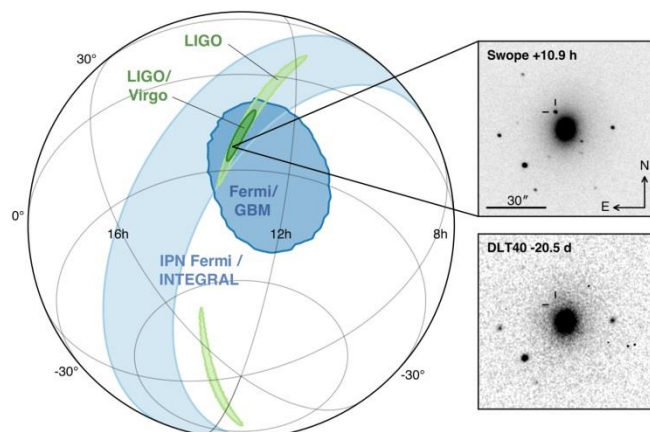 LIGO
LIGO/
Virgo
Fermi/
GBM
IPN Fermi /
INTEGRAL
30°
0°
-30°
-30°
16h
12h
8h
Swope +10.9 h
30"
N
E
DLT40 -20.5 d